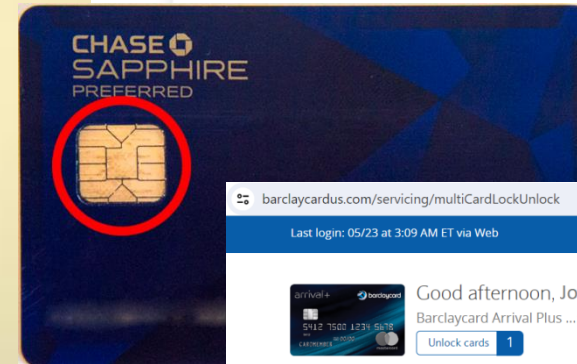 CHASE
SAPPHIRE
PREFERRED
barclaycardus.com/servicing/multiCardLockUnlock
Last login: 05/23 at 3:09 AM ET via Web
arrival+ barclaycard
5412 7500 1234 5678
CARDMEMBER
Good afternoon, Jo
Barclaycard Arrival Plus ...
Unlock cards 1